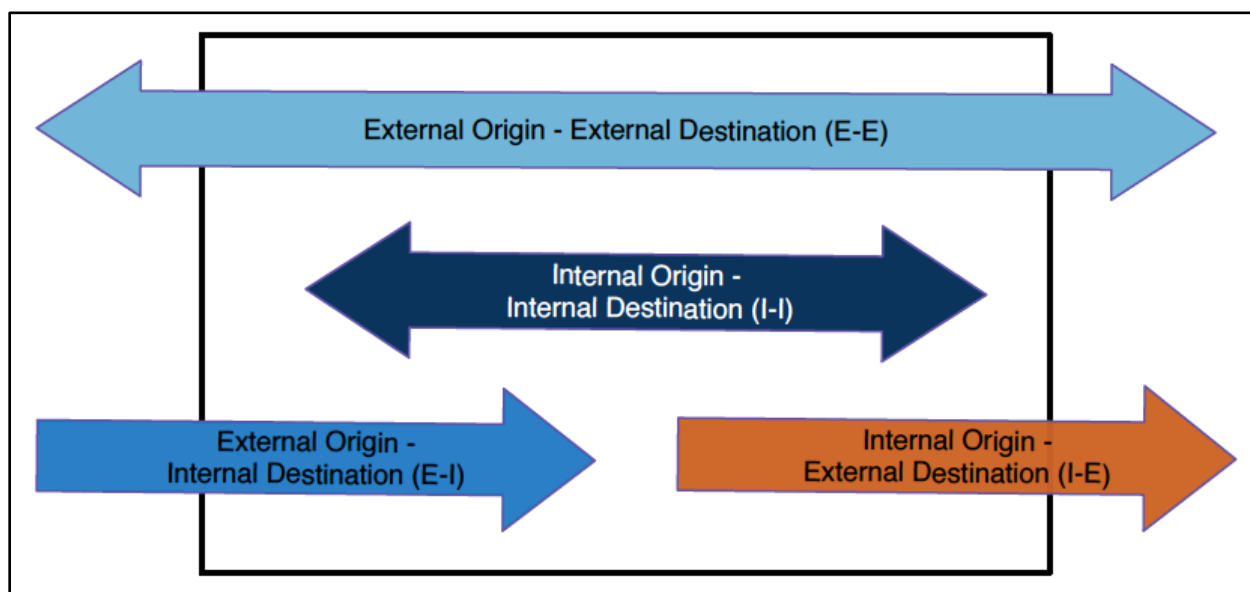 External Origin - External Destination (E-E)
Internal Origin -
Internal Destination (I-I)
External Origin -
Internal Destination (E-I)
Internal Origin -
External Destination (I-E)